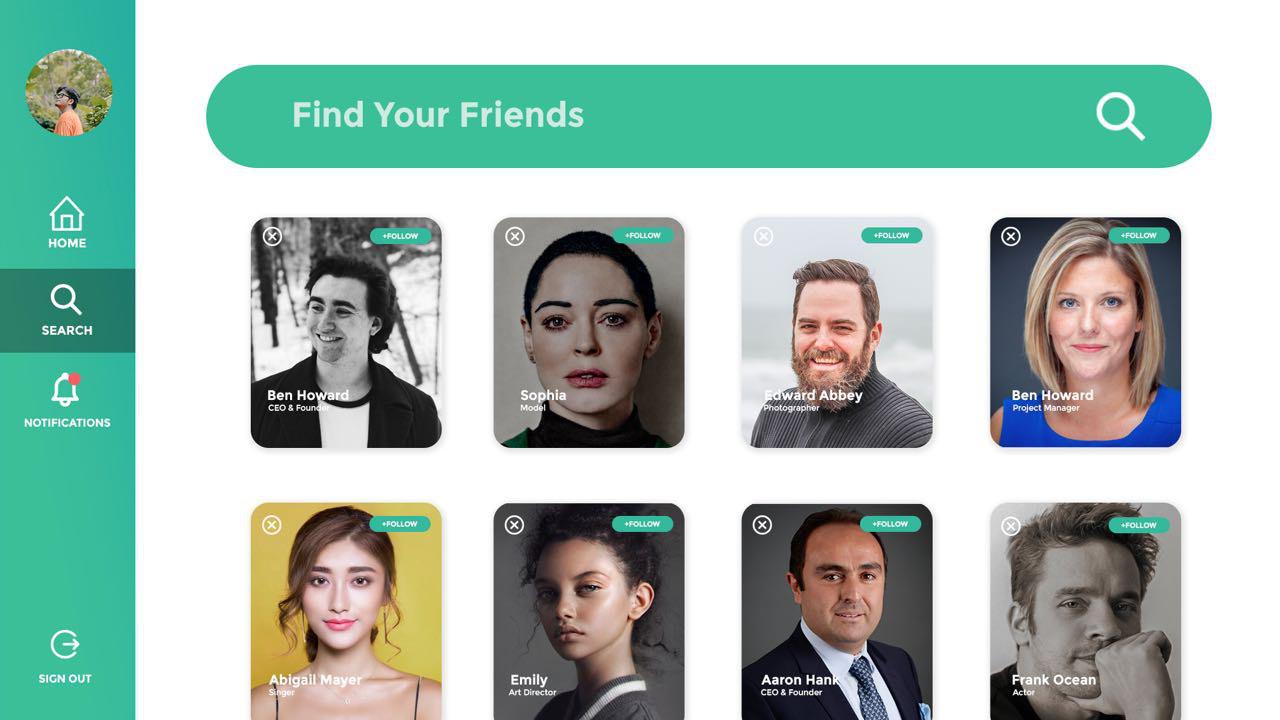 Find Your Friends
HOME
SEARCH
NOTIFICATIONS
SIGN OUT
+FOLLOW
Ben Howard
CEO & Founder
+FOLLOW
Sophia
Model
+FOLLOW
Edward Abbey
Photographer
+FOLLOW
Ben Howard
Project Manager
+FOLLOW
Abigail Mayer
Singer
+FOLLOW
Emily
Art Director
+FOLLOW
Aaron Hank
CEO & Founder
+FOLLOW
Frank Ocean
Actor